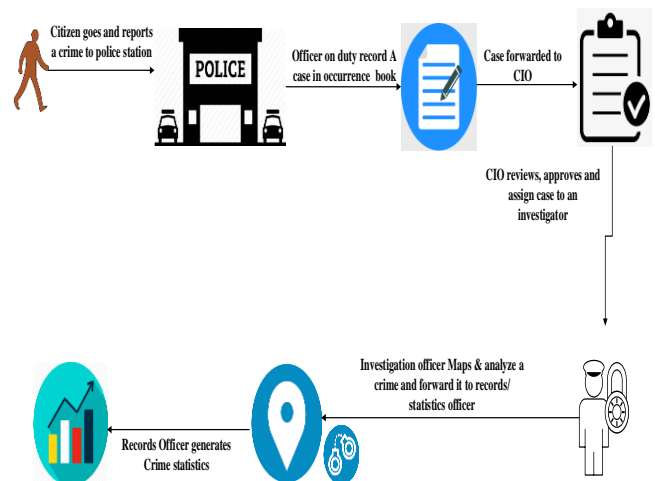 Citizen goes and reports
a crime to police station
POLICE
Officer on duty record A
case in occurrence book
Case forwarded to
CIO
CIO reviews, approves and
assign case to an
investigator
Investigation officer Maps & analyze a
crime and forward it to records/
statistics officer
Records Officer generates
Crime statistics